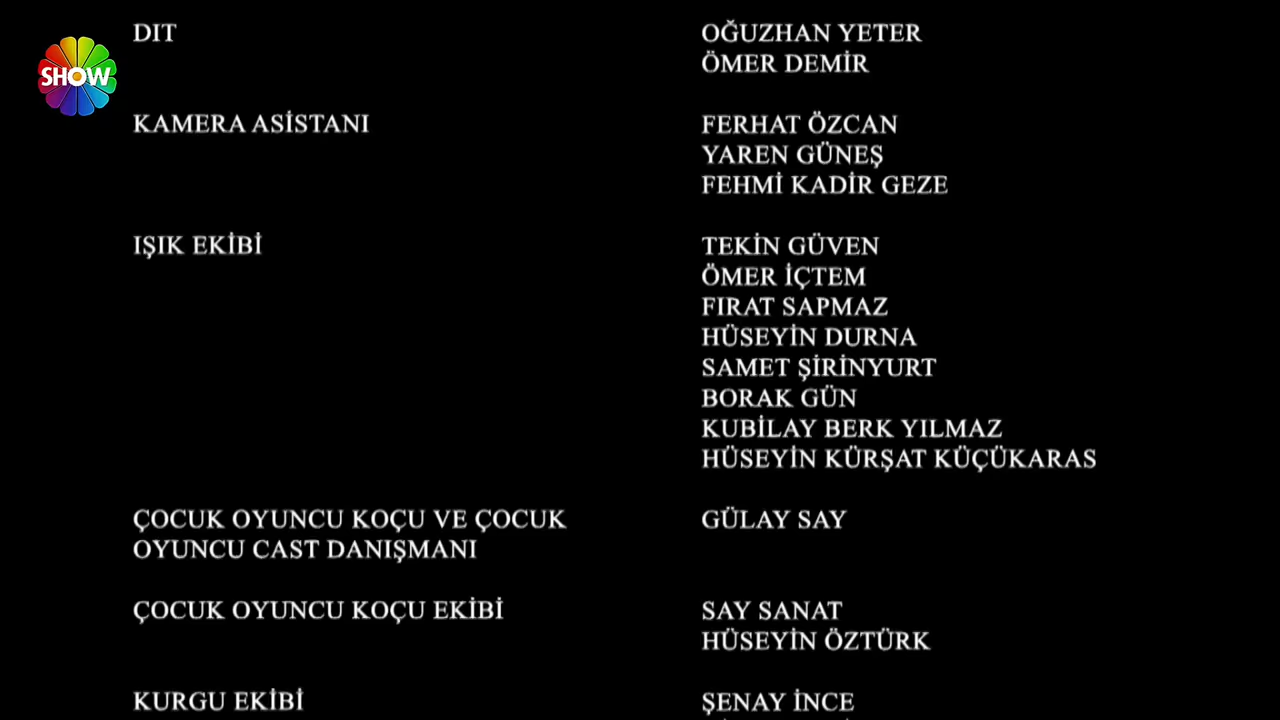 SHOW
DIT OĞUZHAN YETER
ÖMER DEMİR
KAMERA ASİSTANI FERHAT ÖZCAN
YAREN GÜNEŞ
FEHMİ KADİR GEZE
IŞIK EKİBİ TEKİN GÜVEN
ÖMER İÇTEM
FIRAT SAPMAZ
HÜSEYİN DURNA
SAMET ŞİRİNYURT
BORAK GÜN
KUBİLAY BERK YILMAZ
HÜSEYİN KÜRŞAT KÜÇÜKARAS
ÇOCUK OYUNCU KOÇU VE ÇOCUK GÜLAY SAY
OYUNCU CAST DANIŞMANI
ÇOCUK OYUNCU KOÇU EKİBİ SAY SANAT
HÜSEYİN ÖZTÜRK
KURGU EKİBİ ŞENAY İNCE